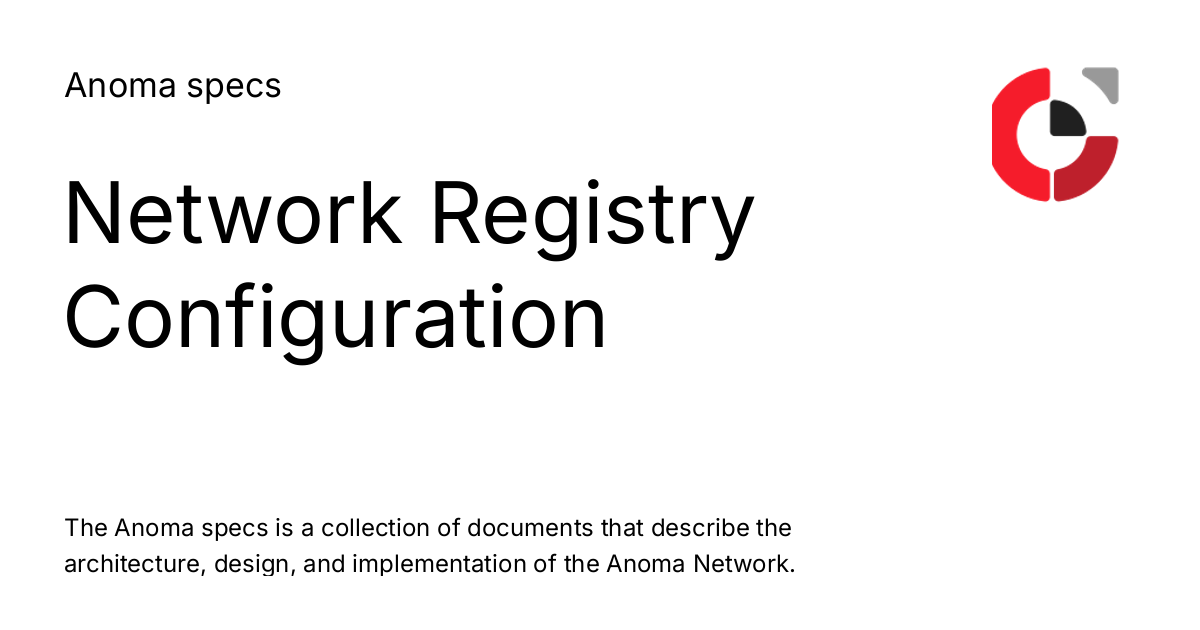 Anoma specs
Network Registry
Configuration
The Anoma specs is a collection of documents that describe the
architecture, design, and implementation of the Anoma Network.